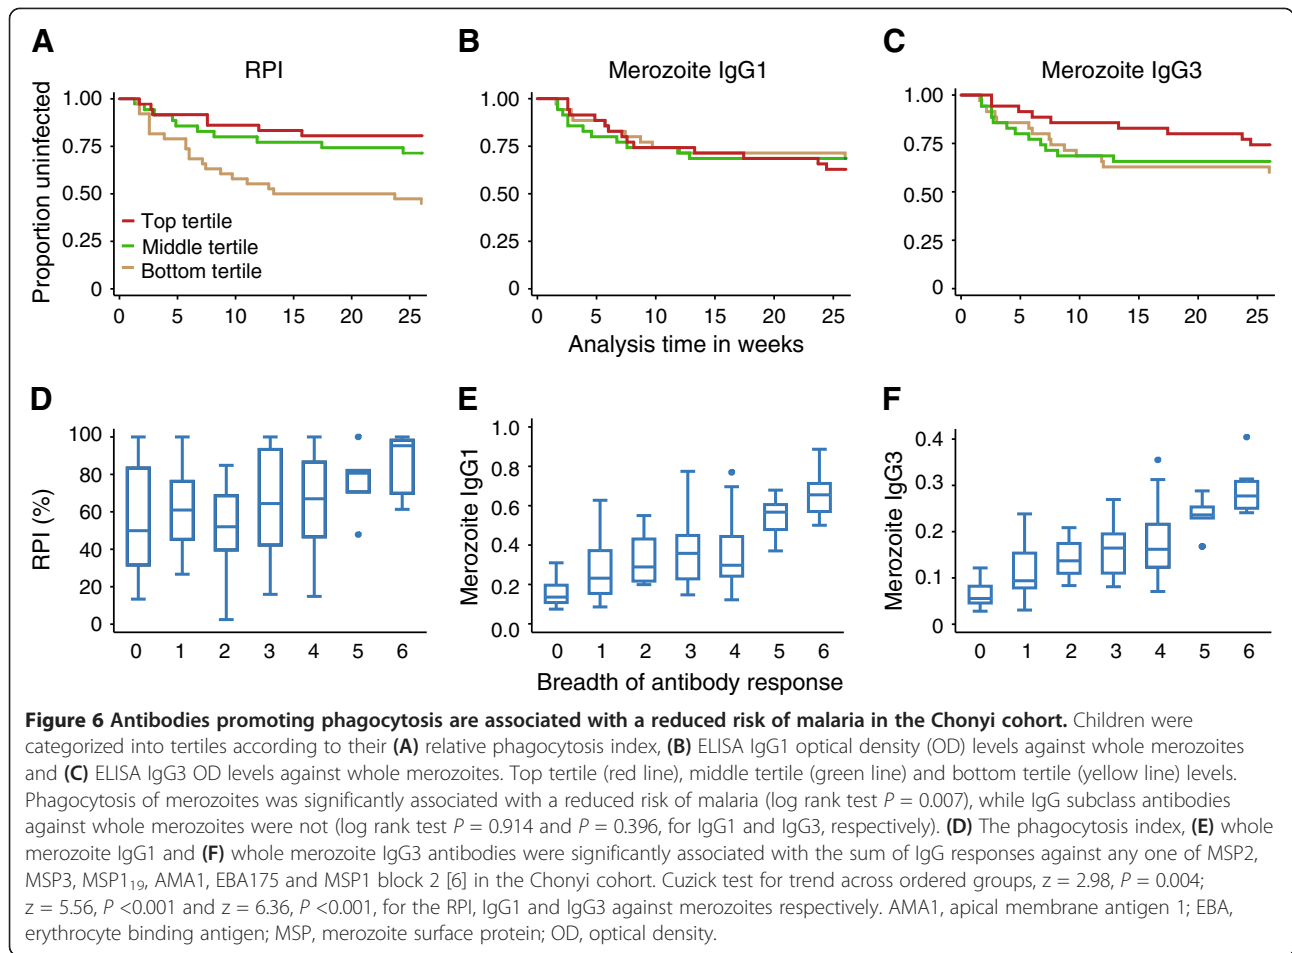 A
RPI
Proportion uninfected
1.00
0.75
0.50
0.25
0
Top tertile
Middle tertile
Bottom tertile
0 5 10 15 20 25
B
Merozoite IgG1
1.00
0.75
0.50
0.25
0
0 5 10 15 20 25
Analysis time in weeks
C
Merozoite IgG3
1.00
0.75
0.50
0.25
0
0 5 10 15 20 25
D
RPI (%)
100
80
60
40
20
0
0 1 2 3 4 5 6
E
Merozoite IgG1
1.0
0.8
0.6
0.4
0.2
0.0
0 1 2 3 4 5 6
Breadth of antibody response
F
Merozoite IgG3
0.4
0.3
0.2
0.1
0
0 1 2 3 4 5 6
Figure 6 Antibodies promoting phagocytosis are associated with a reduced risk of malaria in the Chonyi cohort. Children were
categorized into tertiles according to their (A) relative phagocytosis index, (B) ELISA IgG1 optical density (OD) levels against whole merozoites
and (C) ELISA IgG3 OD levels against whole merozoites. Top tertile (red line), middle tertile (green line) and bottom tertile (yellow line) levels.
Phagocytosis of merozoites was significantly associated with a reduced risk of malaria (log rank test P = 0.007), while IgG subclass antibodies
against whole merozoites were not (log rank test P = 0.914 and P = 0.396, for IgG1 and IgG3, respectively). (D) The phagocytosis index, (E) whole
merozoite IgG1 and (F) whole merozoite IgG3 antibodies were significantly associated with the sum of IgG responses against any one of MSP2,
MSP3, MSP1₁₉, AMA1, EBA175 and MSP1 block 2 [6] in the Chonyi cohort. Cuzick test for trend across ordered groups, z = 2.98, P = 0.004;
z = 5.56, P <0.001 and z = 6.36, P <0.001, for the RPI, IgG1 and IgG3 against merozoites respectively. AMA1, apical membrane antigen 1; EBA,
erythrocyte binding antigen; MSP, merozoite surface protein; OD, optical density.